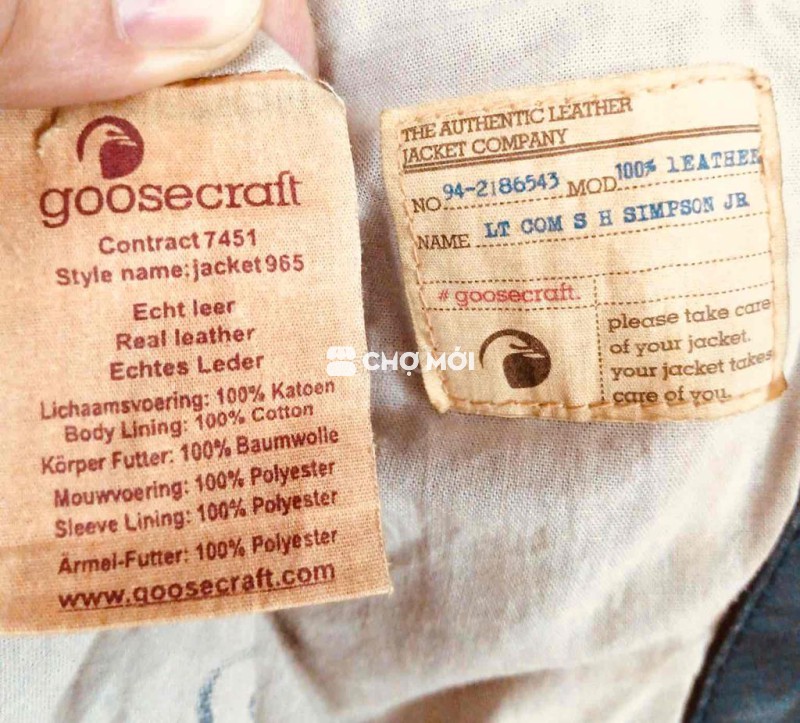 goosecraft
Contract 7451
Style name:jacket 965
Echt leer
Real leather
Echtes Leder
Lichaamsvoering: 100% Katoen
Body Lining: 100% Cotton
Körper Futter: 100% Baumwolle
Mouwvoering: 100% Polyester
Sleeve Lining: 100% Polyester
Ärmel-Futter: 100% Polyester
www.goosecraft.com
THE AUTHENTIC LEATHER
JACKET COMPANY
NO 94-2186543 MOD 100% LEATHER
NAME LT COM S H SIMPSON JR
# goosecraft.
please take care
of your jacket.
your jacket takes
care of you.
CHỢ MỚI